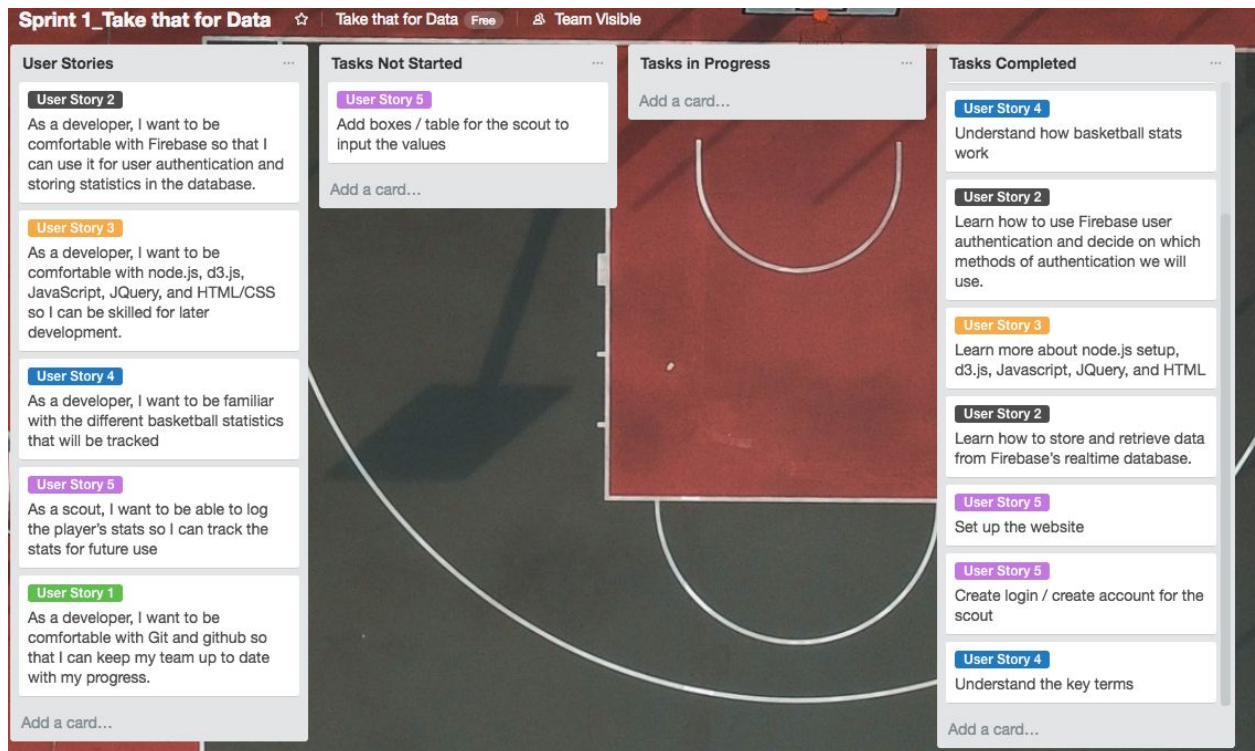 Sprint 1_Take that for Data
Take that for Data Free
Team Visible
User Stories
User Story 2
As a developer, I want to be
comfortable with Firebase so that I
can use it for user authentication and
storing statistics in the database.
User Story 3
As a developer, I want to be
comfortable with node.js, d3.js,
JavaScript, JQuery, and HTML/CSS
so I can be skilled for later
development.
User Story 4
As a developer, I want to be familiar
with the different basketball statistics
that will be tracked
User Story 5
As a scout, I want to be able to log
the player's stats so I can track the
stats for future use
User Story 1
As a developer, I want to be
comfortable with Git and github so
that I can keep my team up to date
with my progress.
Add a card...
Tasks Not Started
User Story 5
Add boxes / table for the scout to
input the values
Add a card...
Tasks in Progress
Add a card...
Tasks Completed
User Story 4
Understand how basketball stats
work
User Story 2
Learn how to use Firebase user
authentication and decide on which
methods of authentication we will
use.
User Story 3
Learn more about node.js setup,
d3.js, Javascript, JQuery, and HTML
User Story 2
Learn how to store and retrieve data
from Firebase's realtime database.
User Story 5
Set up the website
User Story 5
Create login / create account for the
scout
User Story 4
Understand the key terms
Add a card...